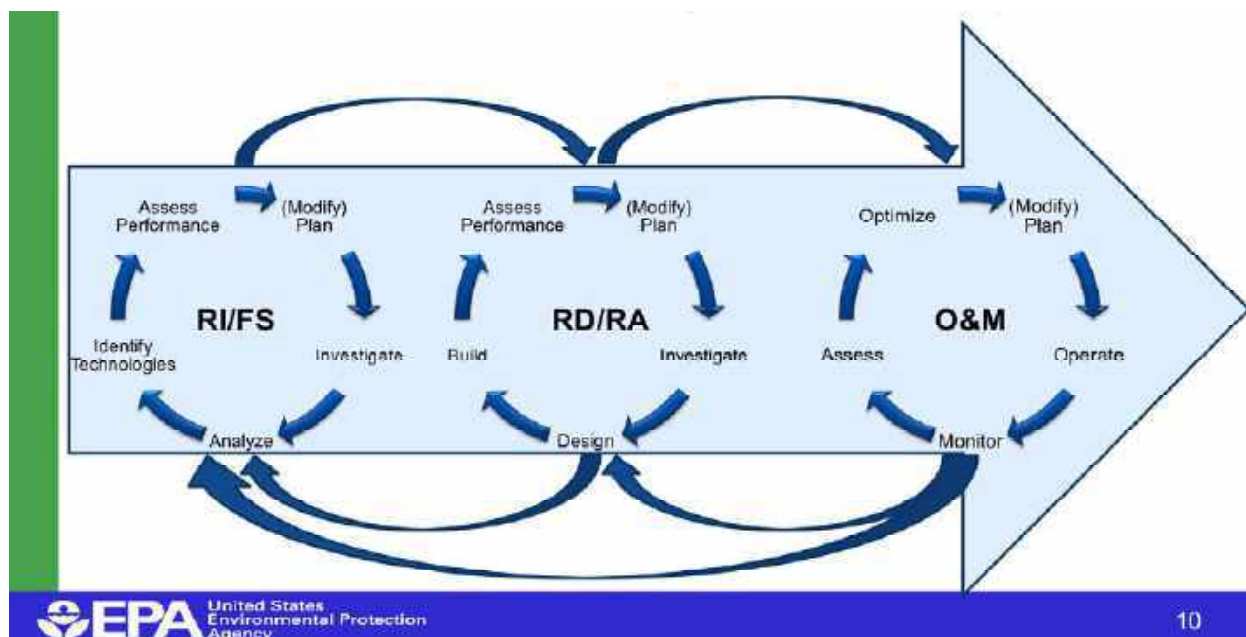 Assess
Performance
(Modify)
Plan
Investigate
Analyze
Identify
Technologies
RI/FS
Assess
Performance
(Modify)
Plan
Investigate
Design
Build
RD/RA
Optimize
(Modify)
Plan
Operate
Monitor
Assess
O&M
EPA
United States
Environmental Protection
Agency
10